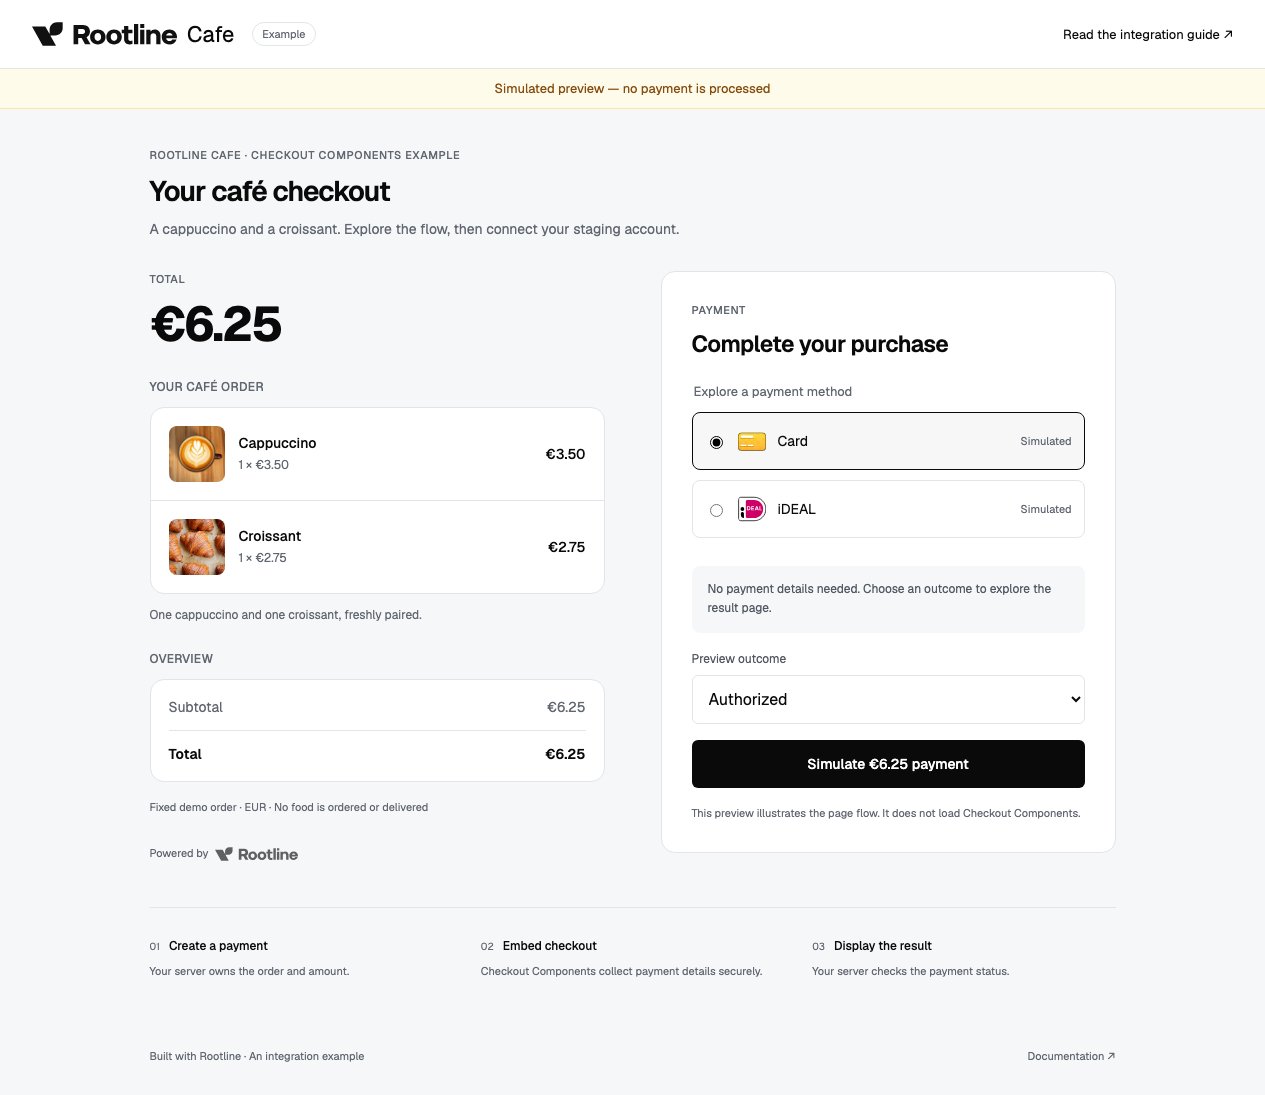 Rootline Cafe
Example
Read the integration guide ↗
Simulated preview — no payment is processed
ROOTLINE CAFE · CHECKOUT COMPONENTS EXAMPLE
Your café checkout
A cappuccino and a croissant. Explore the flow, then connect your staging account.
TOTAL
€6.25
YOUR CAFÉ ORDER
Cappuccino
1 × €3.50
€3.50
Croissant
1 × €2.75
€2.75
One cappuccino and one croissant, freshly paired.
OVERVIEW
Subtotal €6.25
Total €6.25
Fixed demo order · EUR · No food is ordered or delivered
Powered by Rootline
PAYMENT
Complete your purchase
Explore a payment method
Card Simulated
iDEAL Simulated
No payment details needed. Choose an outcome to explore the
result page.
Preview outcome
Authorized
Simulate €6.25 payment
This preview illustrates the page flow. It does not load Checkout Components.
01 Create a payment
Your server owns the order and amount.
02 Embed checkout
Checkout Components collect payment details securely.
03 Display the result
Your server checks the payment status.
Built with Rootline · An integration example
Documentation ↗